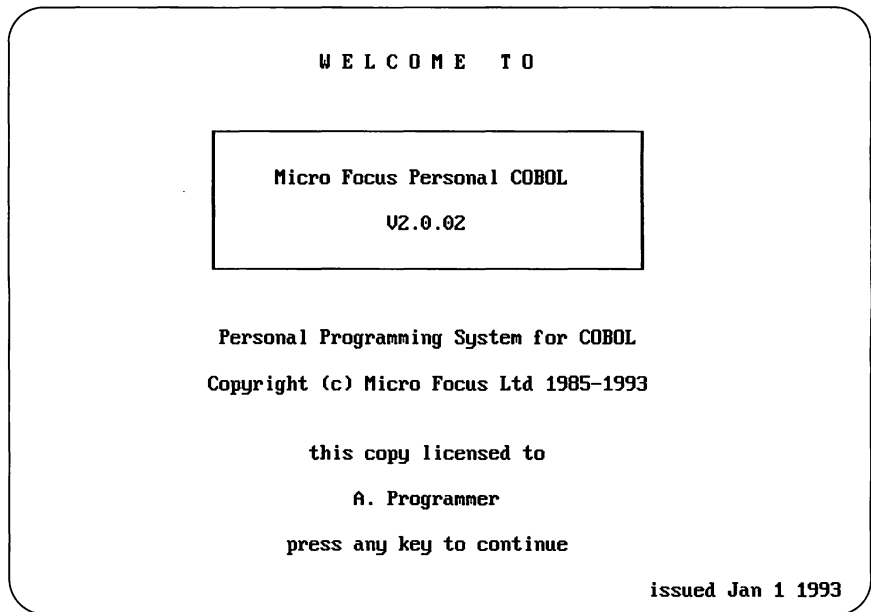 W E L C O M E   T O
Micro Focus Personal COBOL
V2.0.02
Personal Programming System for COBOL
Copyright (c) Micro Focus Ltd 1985-1993
this copy licensed to
A. Programmer
press any key to continue
issued Jan 1 1993